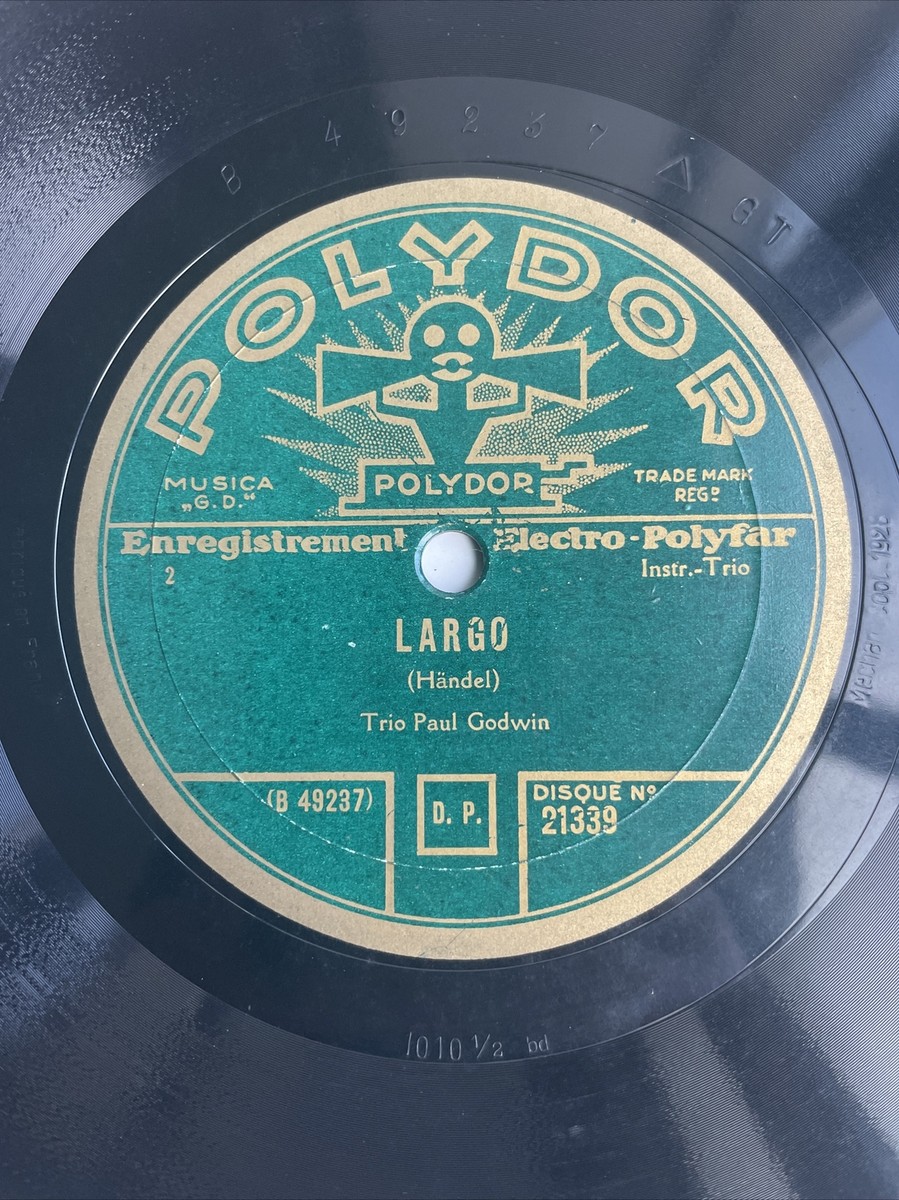 B 49237 △ GT
POLYDOR
POLYDOR
MUSICA
„G.D.“
TRADE MARK
REGᴰ
Enregistrement Electro-Polyfar
2
Instr.-Trio
LARGO
(Händel)
Trio Paul Godwin
(B 49237)
D. P.
DISQUE Nº
21339
1010 ½ bd